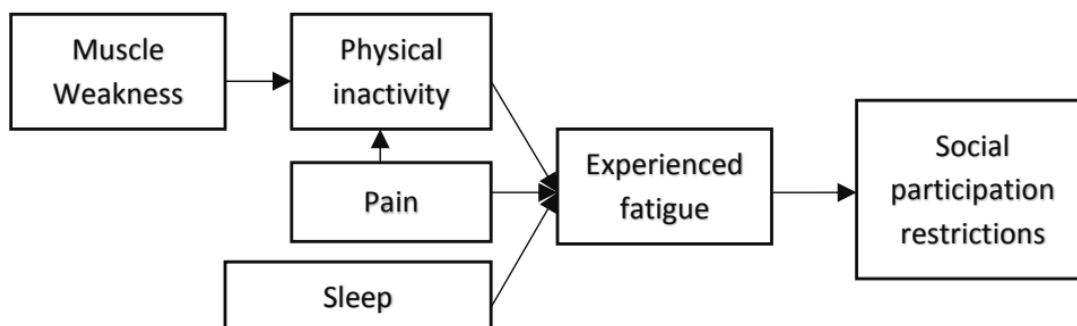 Muscle
Weakness
Physical
inactivity
Pain
Sleep
Experienced
fatigue
Social
participation
restrictions